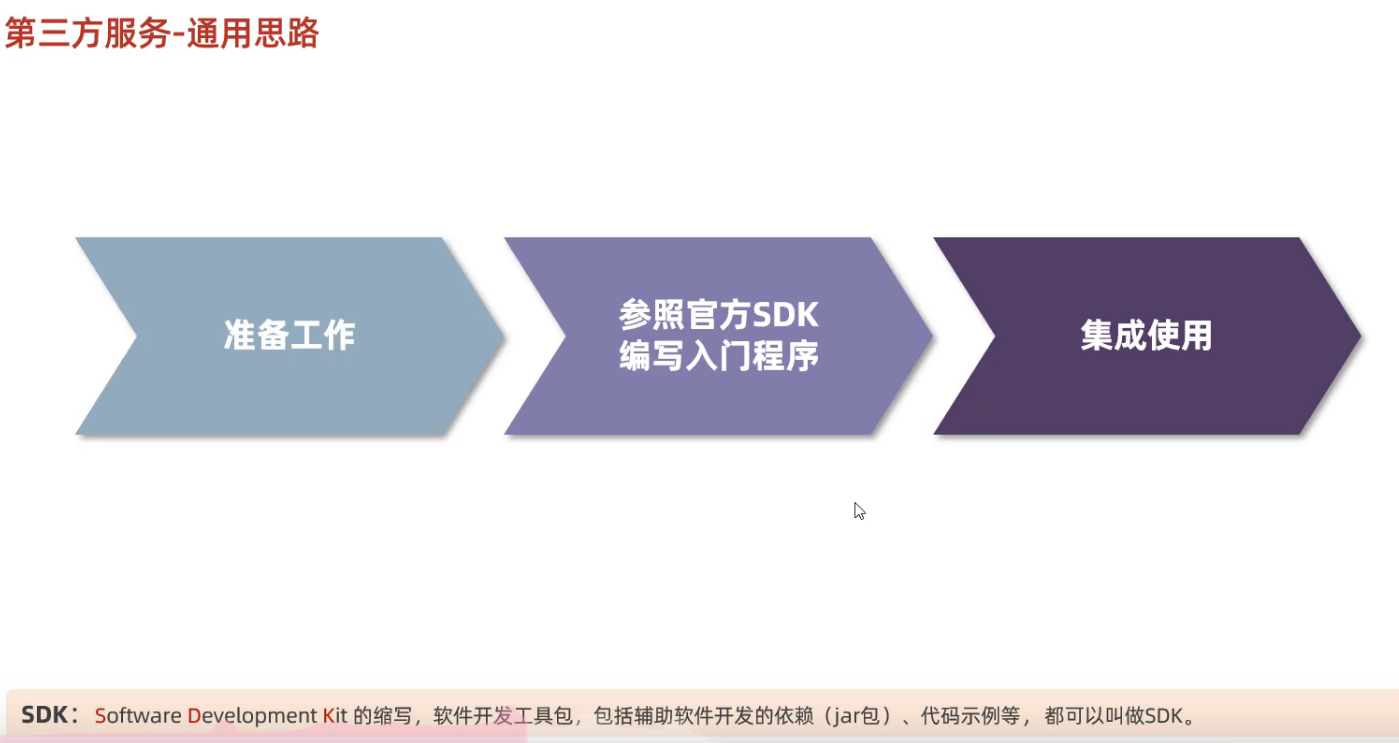 第三方服务-通用思路
准备工作
参照官方SDK
编写入门程序
集成使用
SDK：Software Development Kit 的缩写，软件开发工具包，包括辅助软件开发的依赖（jar包）、代码示例等，都可以叫做SDK。